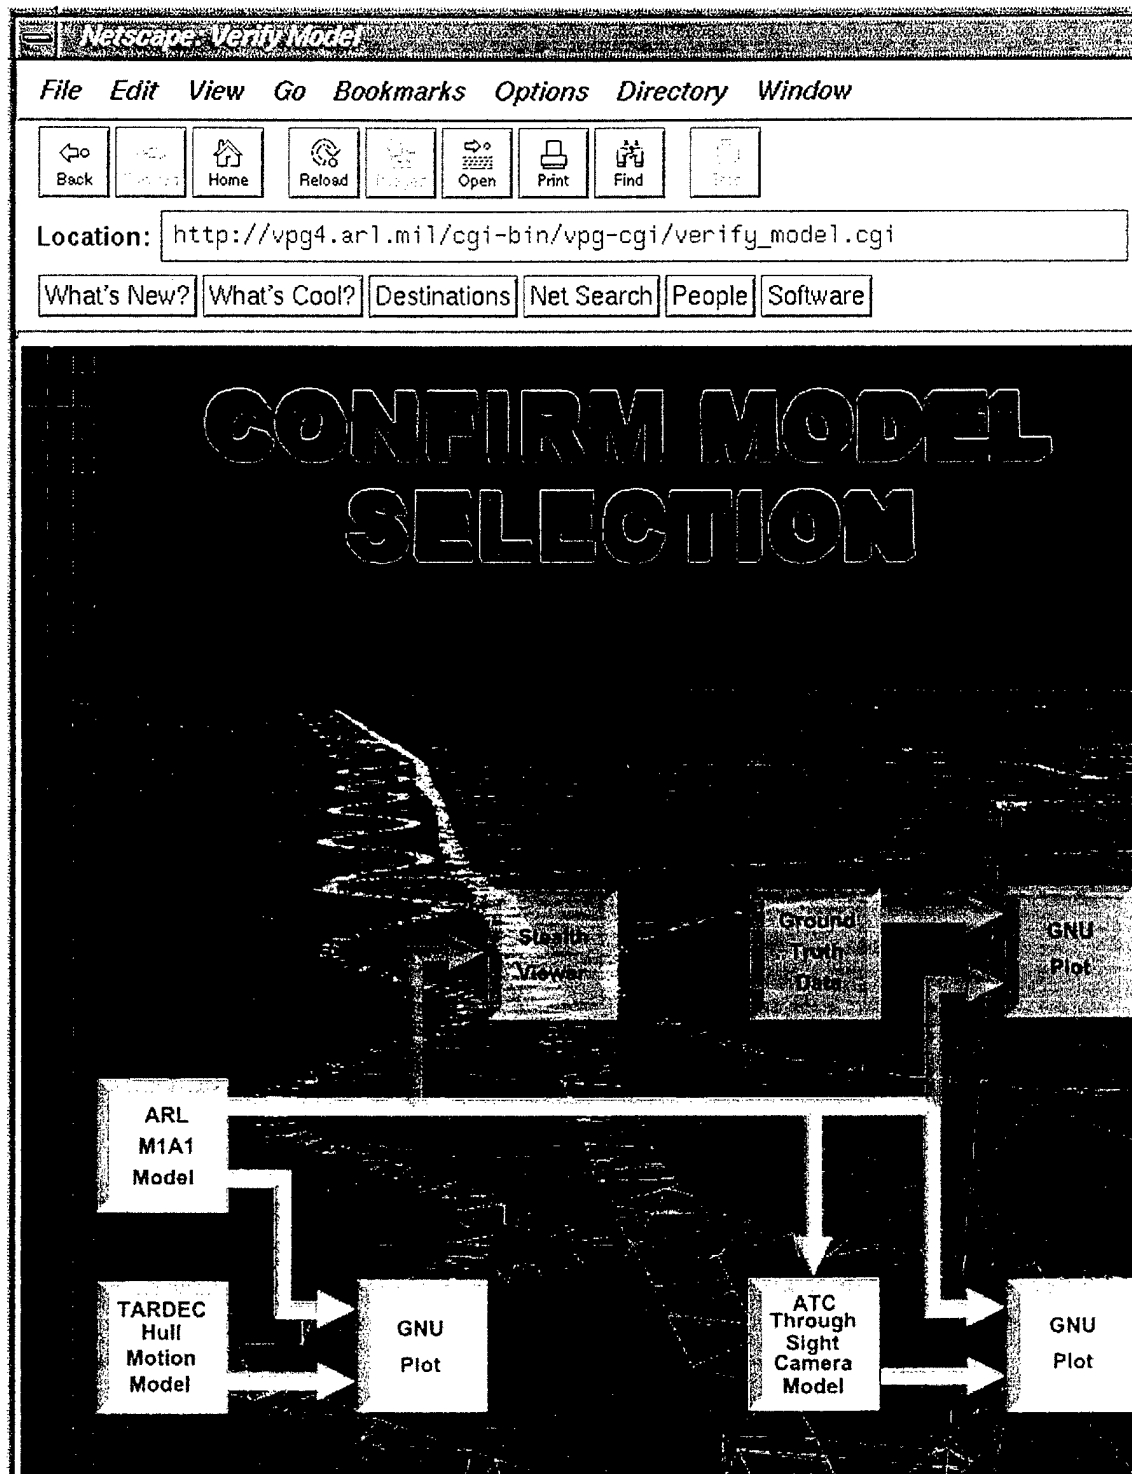 Netscape: Verify Model
File Edit View Go Bookmarks Options Directory Window
Back Home Reload Open Print Find
Location: http://vpg4.arl.mil/cgi-bin/vpg-cgi/verify_model.cgi
What's New? What's Cool? Destinations Net Search People Software
CONFIRM MODEL
SELECTION
Stealth
Viewer
Ground
Truth
Data
GNU
Plot
ARL
M1A1
Model
TARDEC
Hull
Motion
Model
GNU
Plot
ATC
Through
Sight
Camera
Model
GNU
Plot